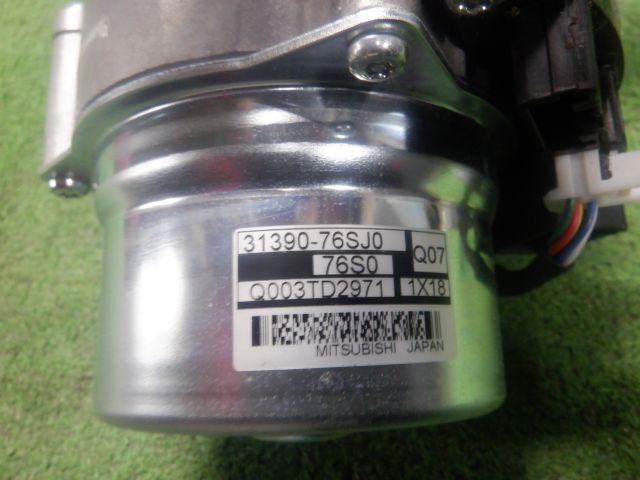 31390-76SJ0
76S0 Q07
Q003TD2971 1X18
MITSUBISHI JAPAN